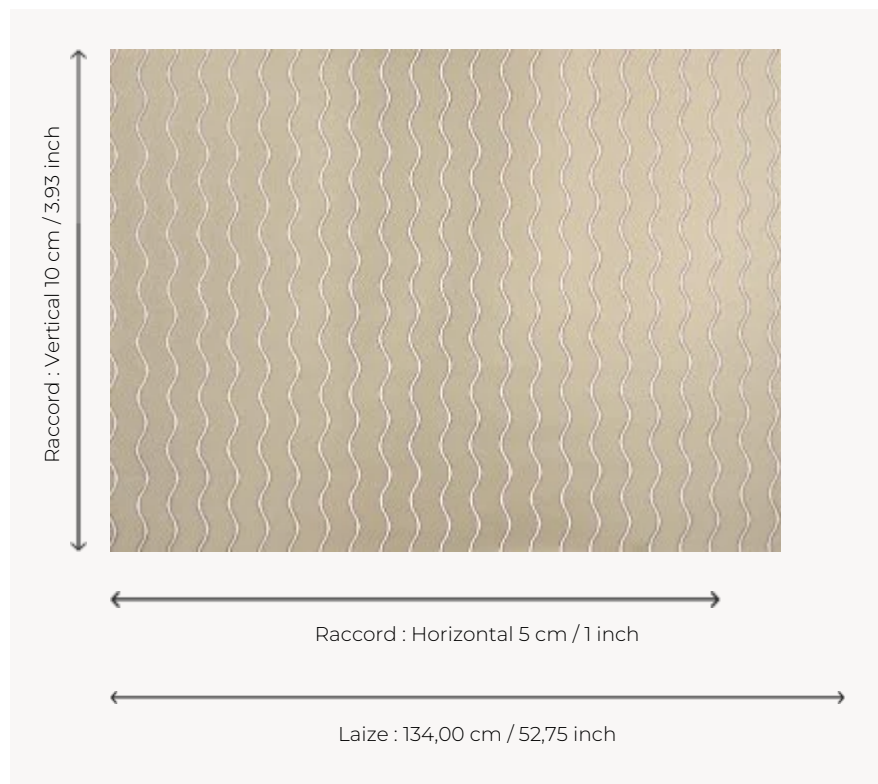 Raccord : Vertical 10 cm / 3.93 inch
Raccord : Horizontal 5 cm / 1 inch
Laize : 134,00 cm / 52,75 inch